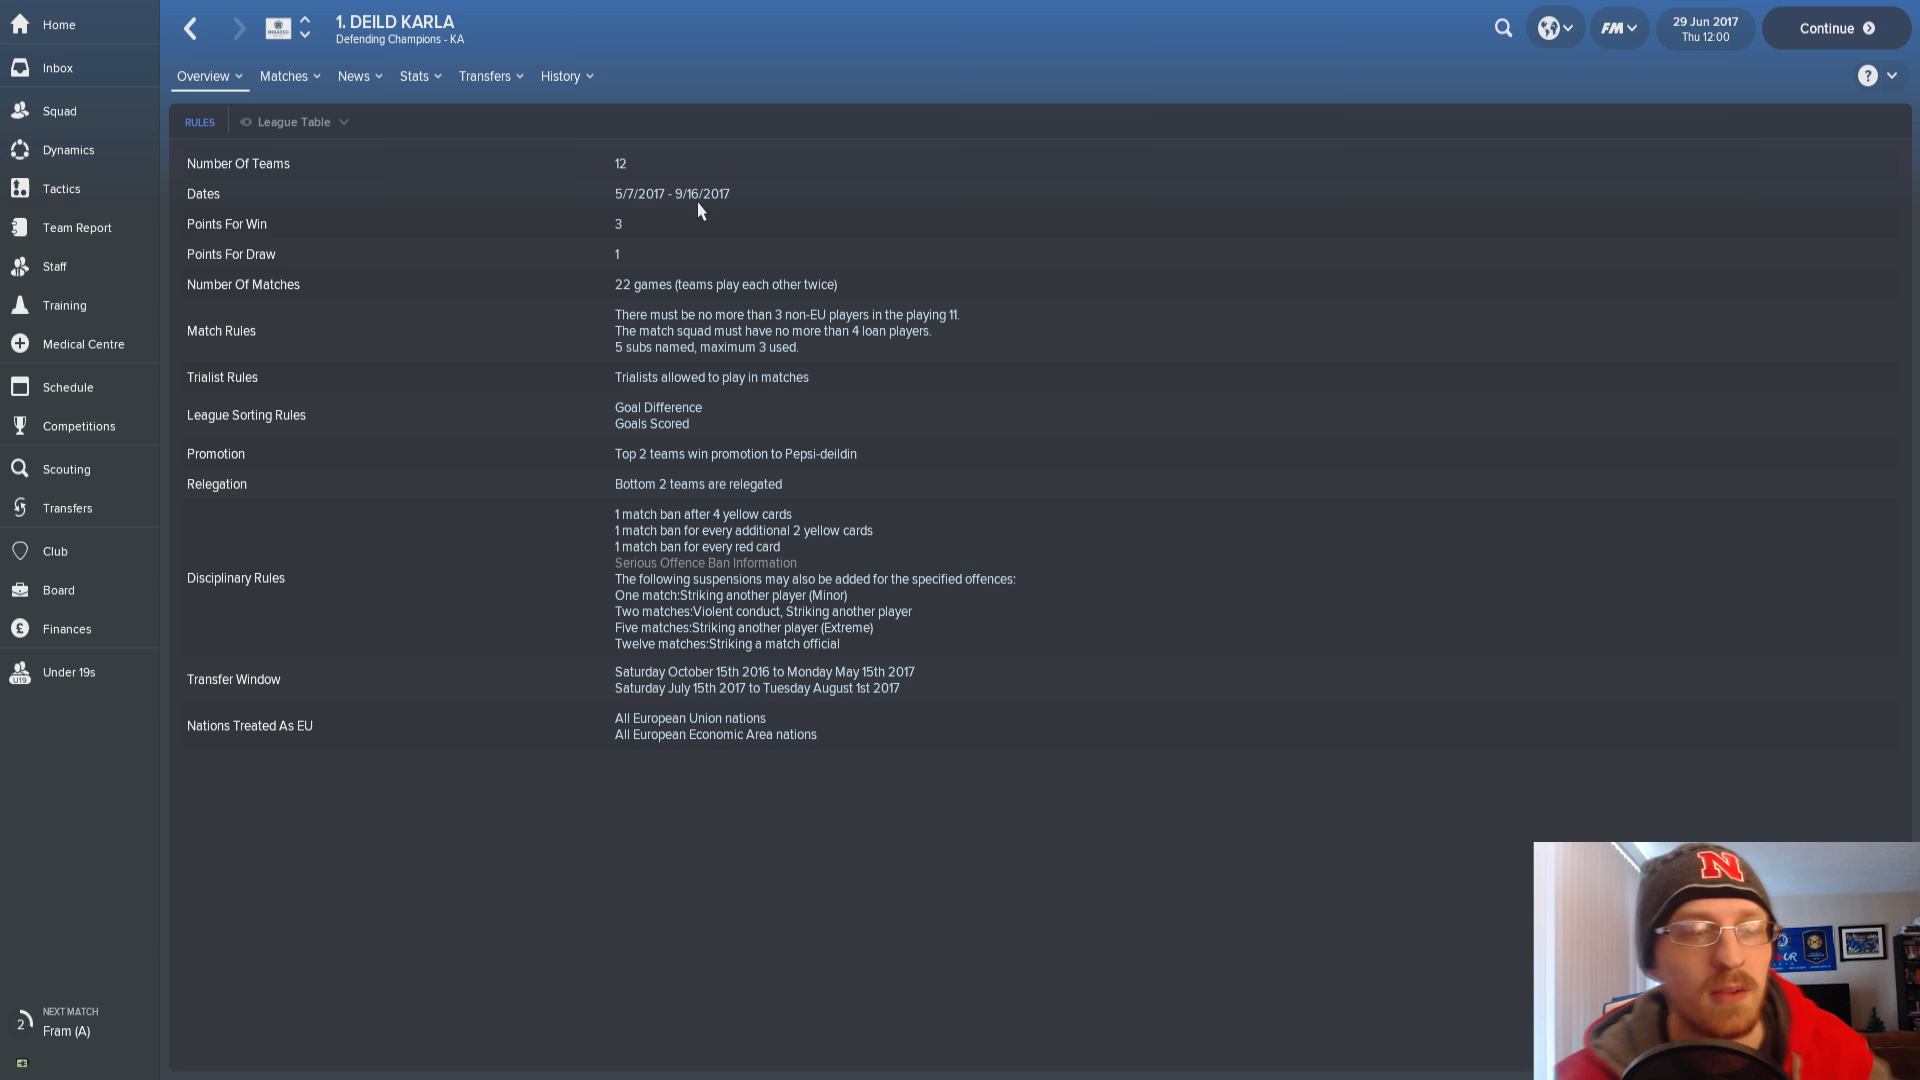 Home
Inbox
Squad
Dynamics
Tactics
Team Report
Staff
Training
Medical Centre
Schedule
Competitions
Scouting
Transfers
Club
Board
£ Finances
U19 Under 19s
2
NEXT MATCH
Fram (A)
1. DEILD KARLA
Defending Champions - KA
FM
29 Jun 2017
Thu 12:00
Continue
Overview Matches News Stats Transfers History
?
RULES League Table
Number Of Teams 12
Dates 5/7/2017 - 9/16/2017
Points For Win 3
Points For Draw 1
Number Of Matches 22 games (teams play each other twice)
Match Rules
There must be no more than 3 non-EU players in the playing 11.
The match squad must have no more than 4 loan players.
5 subs named, maximum 3 used.
Trialist Rules Trialists allowed to play in matches
League Sorting Rules
Goal Difference
Goals Scored
Promotion Top 2 teams win promotion to Pepsi-deildin
Relegation Bottom 2 teams are relegated
Disciplinary Rules
1 match ban after 4 yellow cards
1 match ban for every additional 2 yellow cards
1 match ban for every red card
Serious Offence Ban Information
The following suspensions may also be added for the specified offences:
One match:Striking another player (Minor)
Two matches:Violent conduct, Striking another player
Five matches:Striking another player (Extreme)
Twelve matches:Striking a match official
Transfer Window
Saturday October 15th 2016 to Monday May 15th 2017
Saturday July 15th 2017 to Tuesday August 1st 2017
Nations Treated As EU
All European Union nations
All European Economic Area nations
N